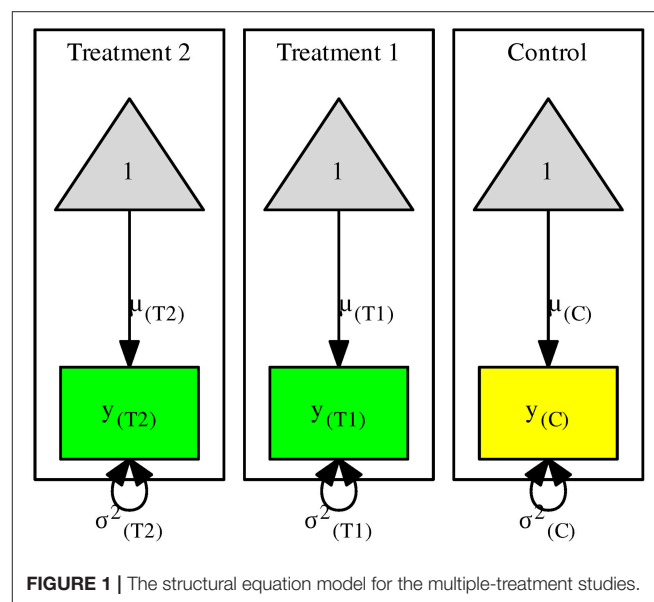 Treatment 2
1
μ(T2)
y(T2)
σ2(T2)
Treatment 1
1
μ(T1)
y(T1)
σ2(T1)
Control
1
μ(C)
y(C)
σ2(C)
FIGURE 1 | The structural equation model for the multiple-treatment studies.